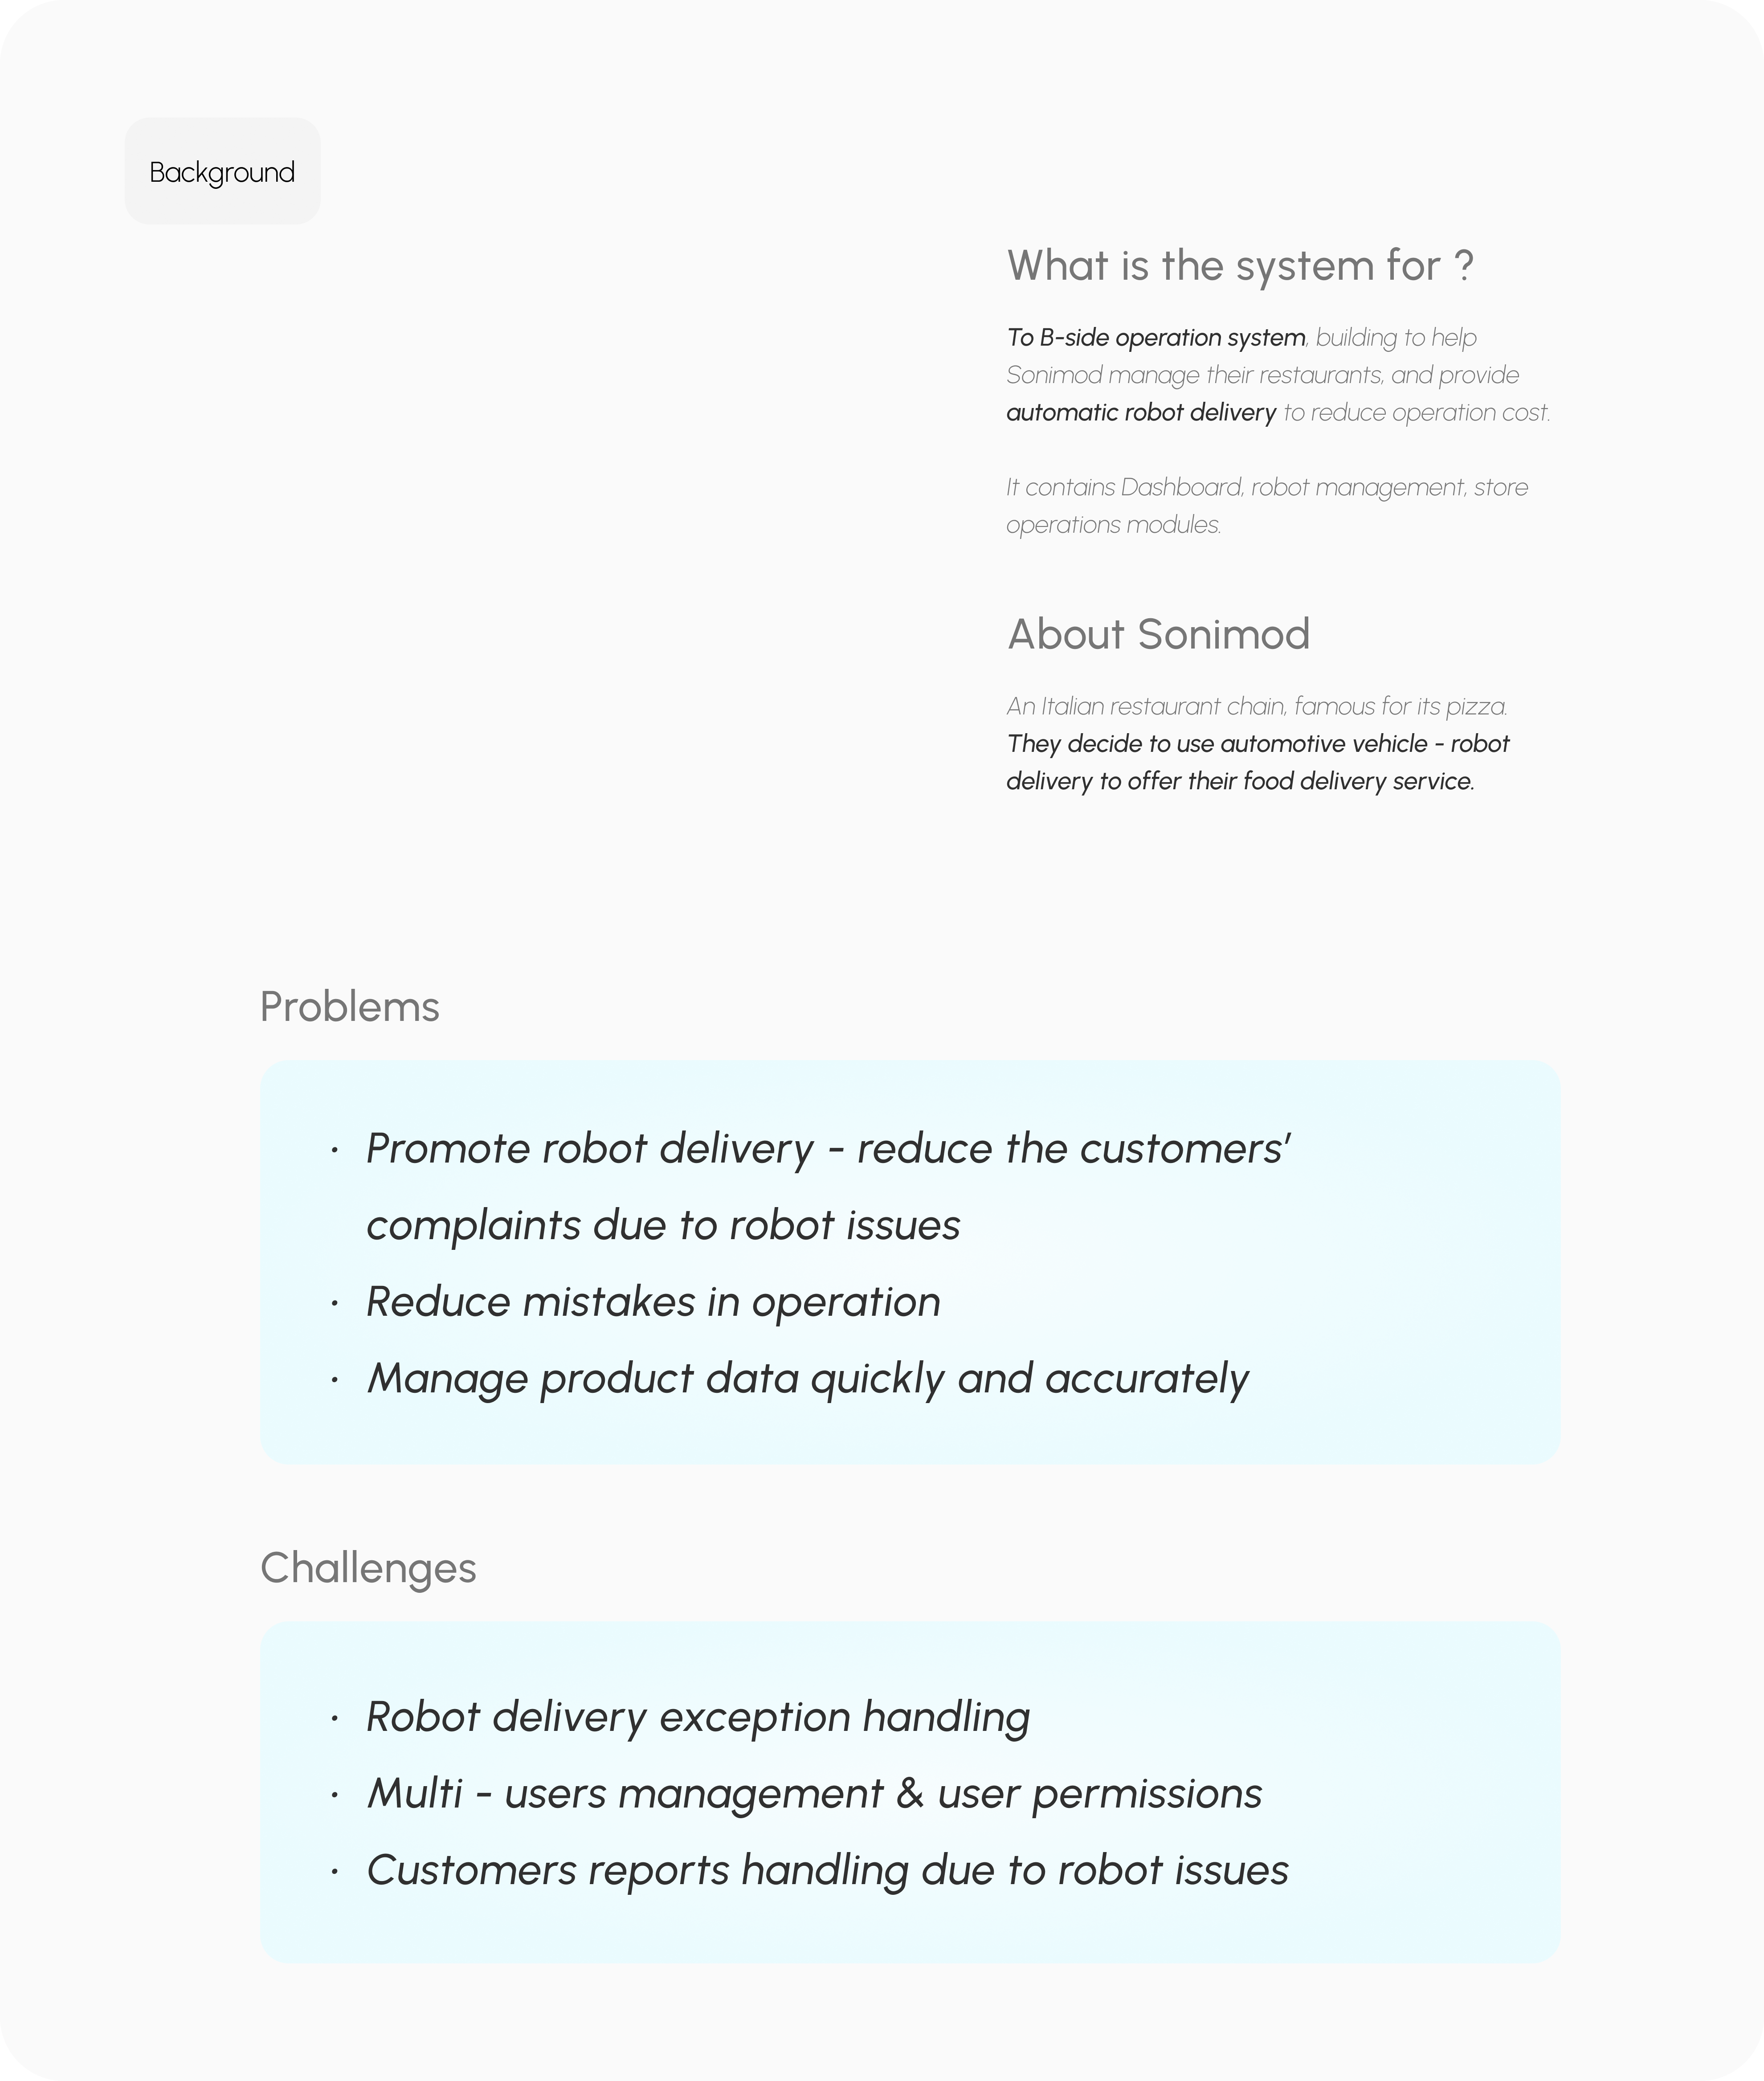 Background
What is the system for ?
To B-side operation system, building to help
Sonimod manage their restaurants, and provide
automatic robot delivery to reduce operation cost.
It contains Dashboard, robot management, store
operations modules.
About Sonimod
An Italian restaurant chain, famous for its pizza.
They decide to use automotive vehicle - robot
delivery to offer their food delivery service.
Problems
· Promote robot delivery - reduce the customers’
complaints due to robot issues
· Reduce mistakes in operation
· Manage product data quickly and accurately
Challenges
· Robot delivery exception handling
· Multi - users management & user permissions
· Customers reports handling due to robot issues